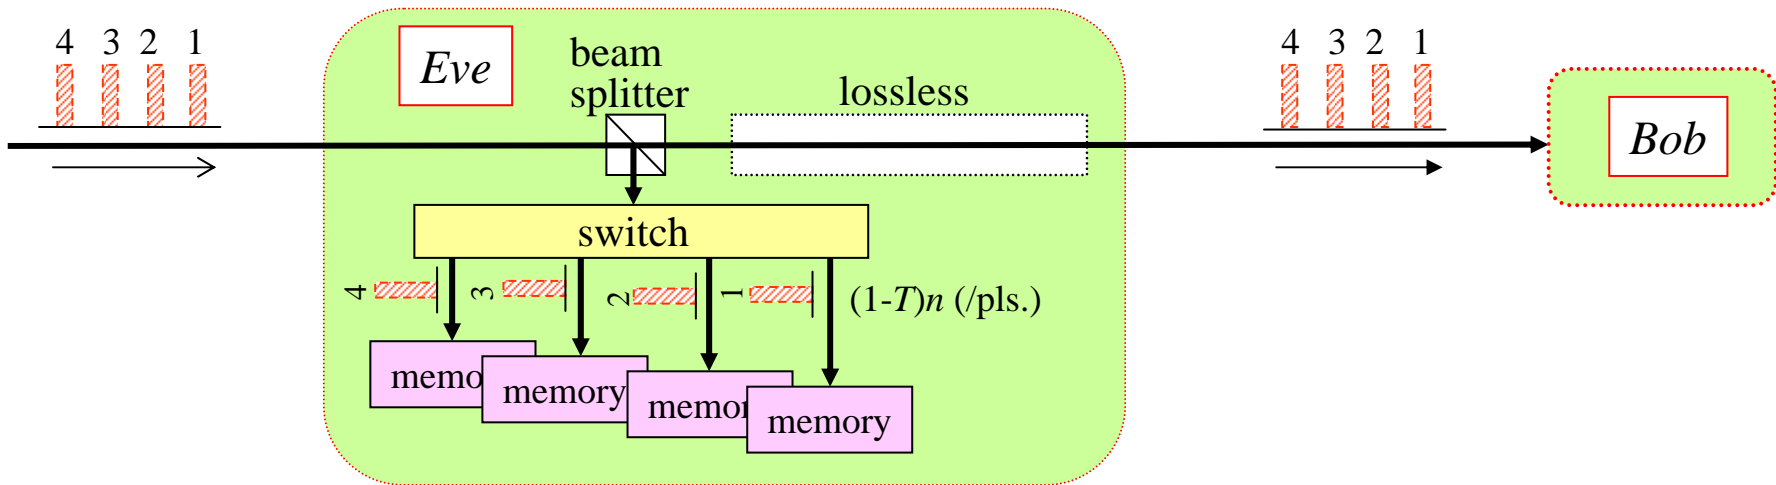 4 3 2 1
Eve
beam
splitter
lossless
4 3 2 1
Bob
switch
4 3 2 1
(1-T)n (/pls.)
memo
memory
memor
memory